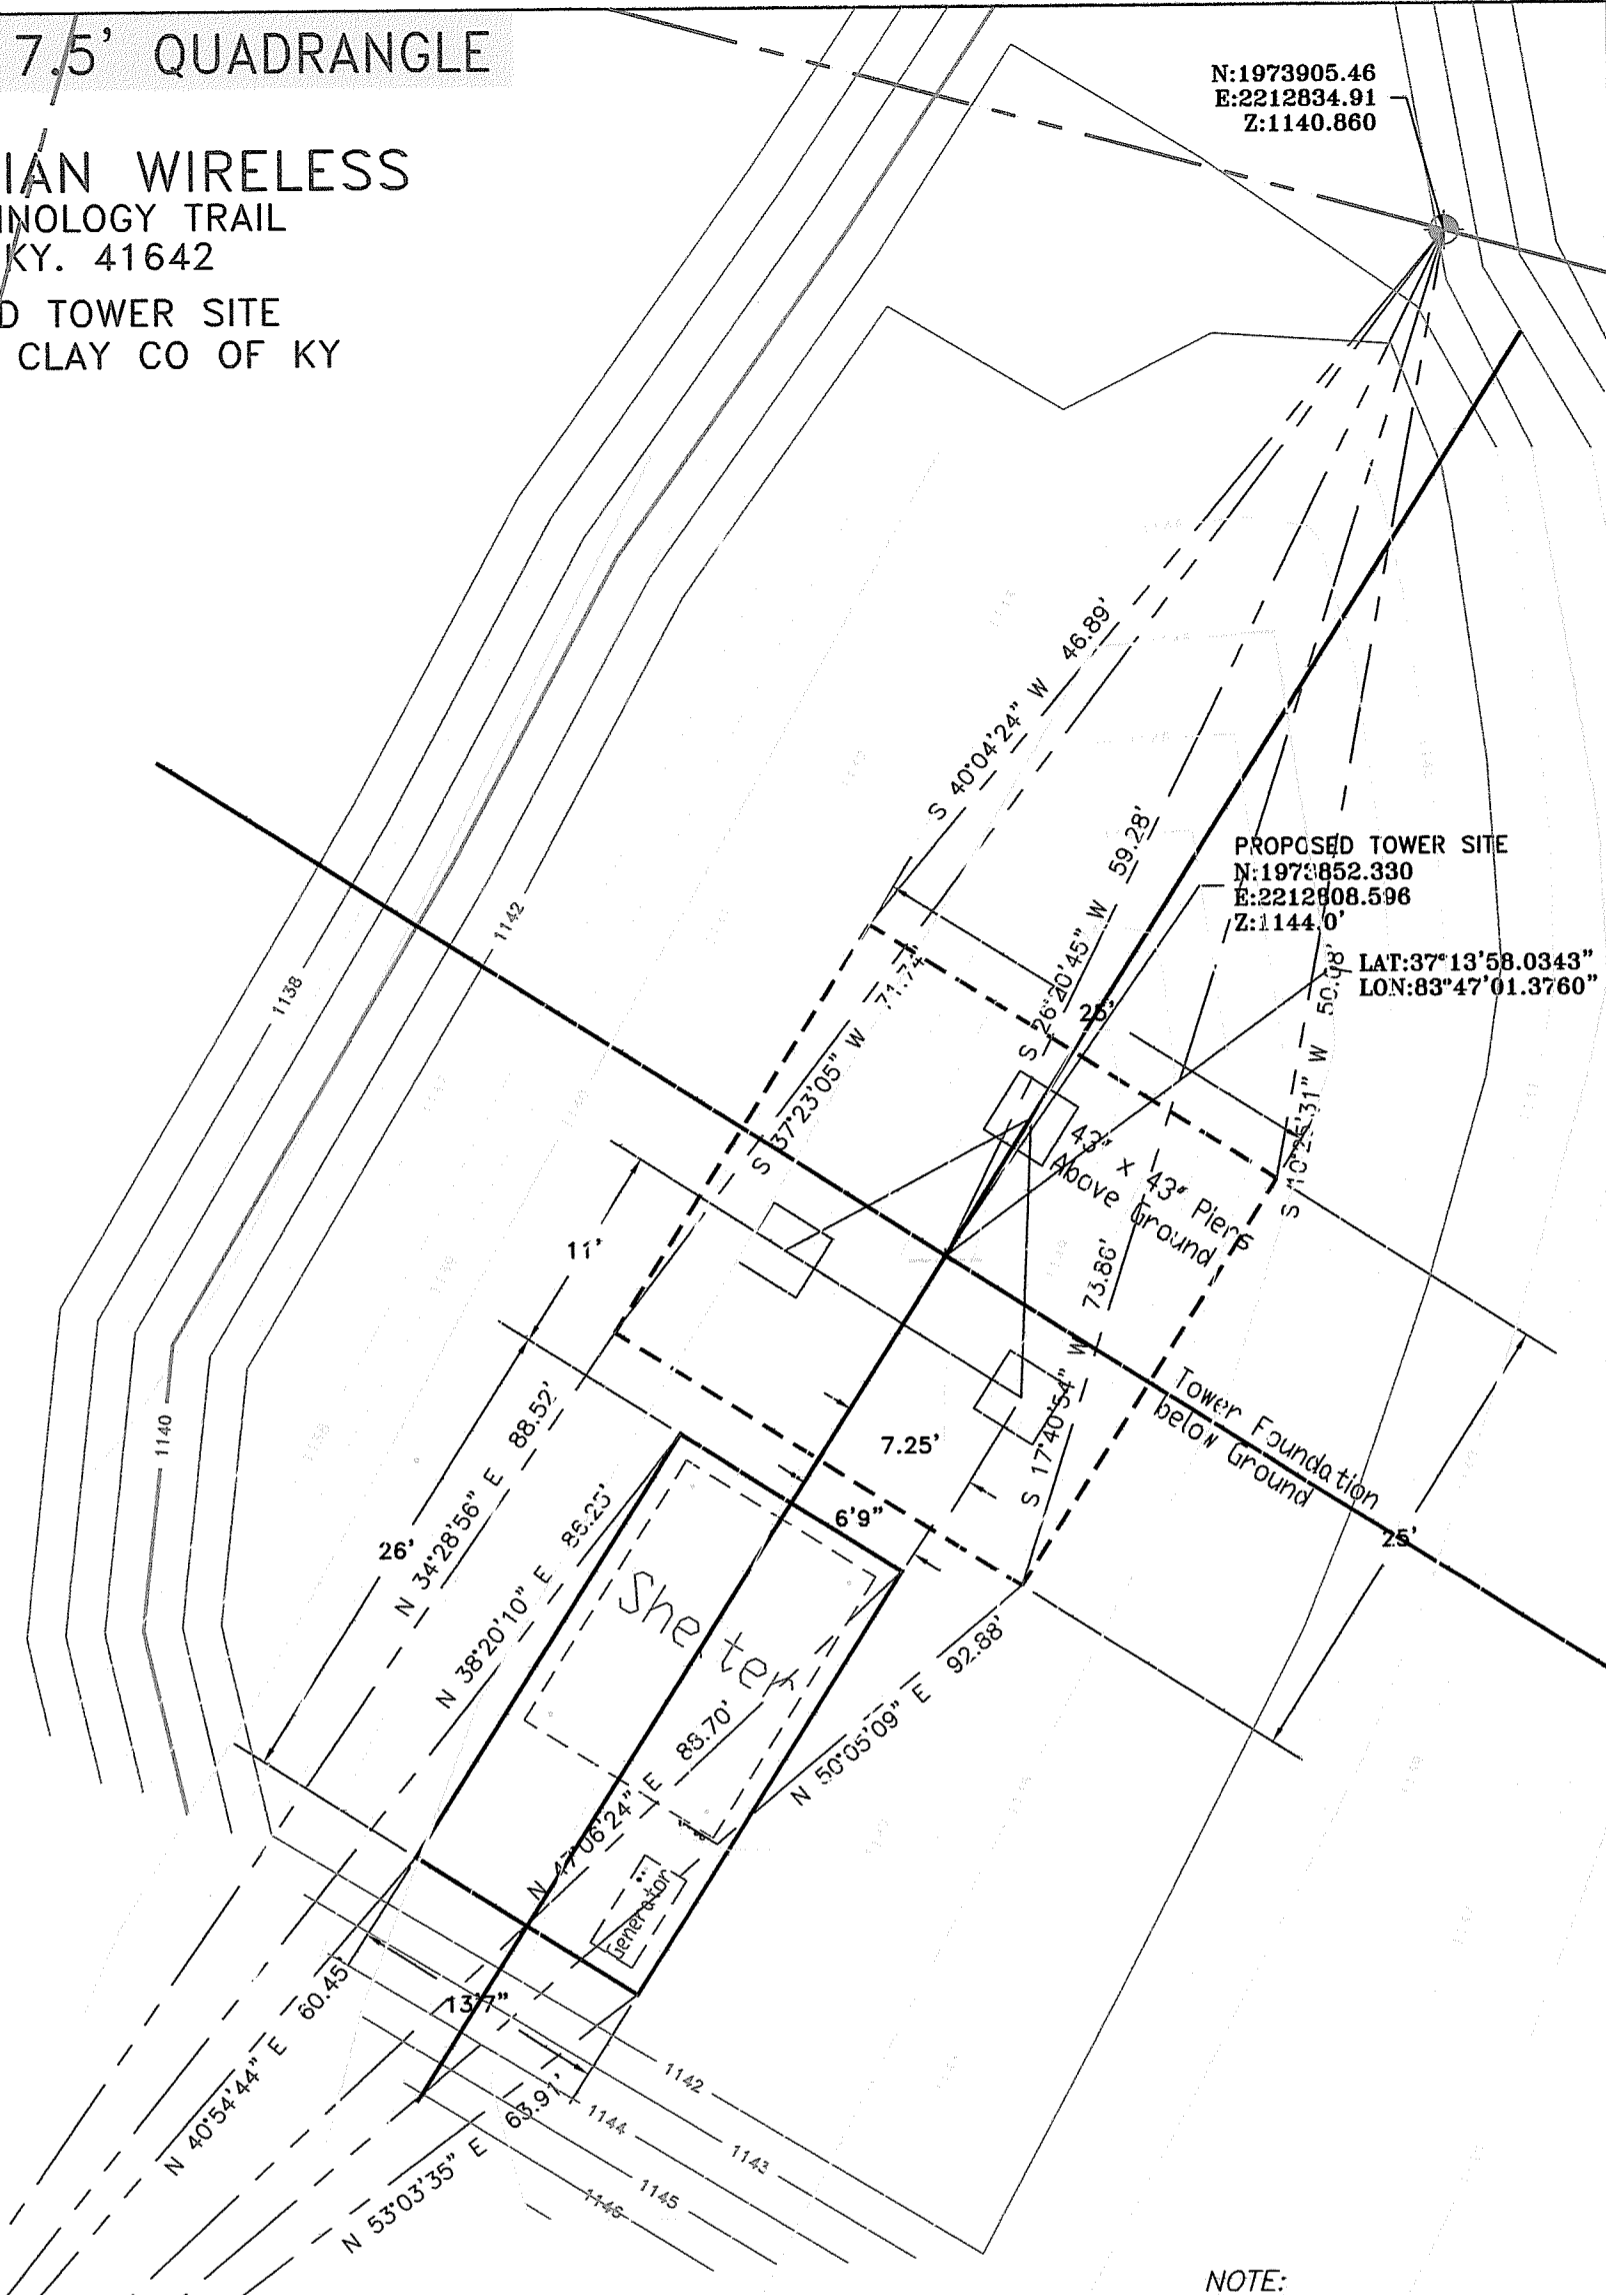 7.5' QUADRANGLE
IAN WIRELESS
HNOLOGY TRAIL
KY. 41642
D TOWER SITE
CLAY CO OF KY
N:1973905.46
E:2212834.91
Z:1140.860
S 40°04'24" W 46.89'
S 26°20'45" W 59.28'
PROPOSED TOWER SITE
N:1973852.330
E:2212808.596
Z:1144.0'
LAT:37°13'58.0343"
LON:83°47'01.3760"
1142
1138
S 37°23'05" W 71.74'
25'
S 10°25'31" W
43" x 43" Piers
Above Ground
11'
S 17°40'54" W 73.86'
Tower Foundation
below Ground
25'
1140
7.25'
6'9"
26'
N 34°28'56" E 88.52'
N 38°20'10" E
Shelter
N 47°06'24" E 88.70'
N 50°05'09" E 92.88'
Generator
13'7"
N 40°54'44" E 60.45'
N 53°03'35" E 63.91'
1142
1144
1143
1145
1146
NOTE: